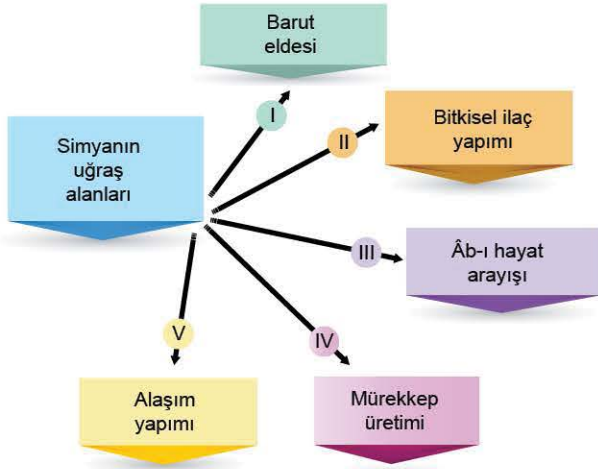 Barut
eldesi
I
Simyanın
uğraş
alanları
II
Bitkisel ilaç
yapımı
III
Âb-ı hayat
arayışı
V
IV
Alaşım
yapımı
Mürekkep
üretimi